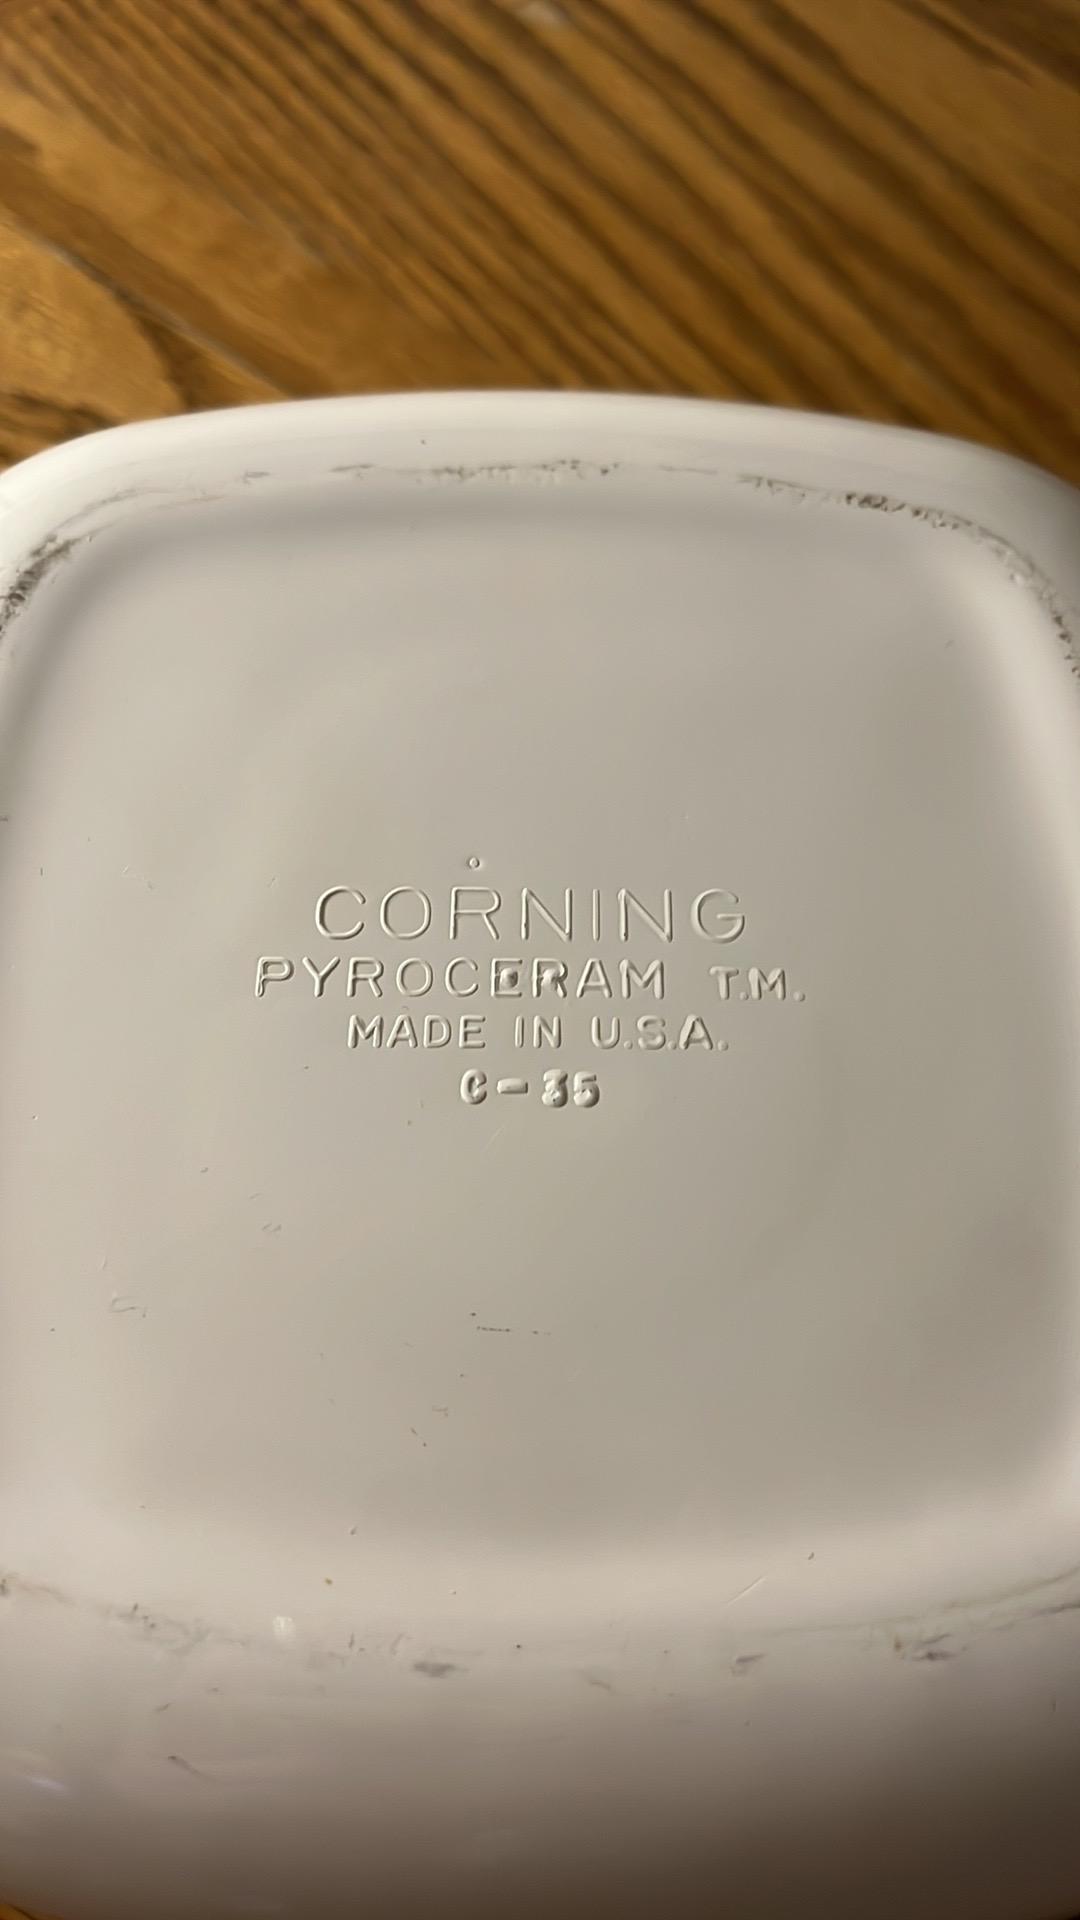 CORNING
PYROCERAM T.M.
MADE IN U.S.A.
C-35